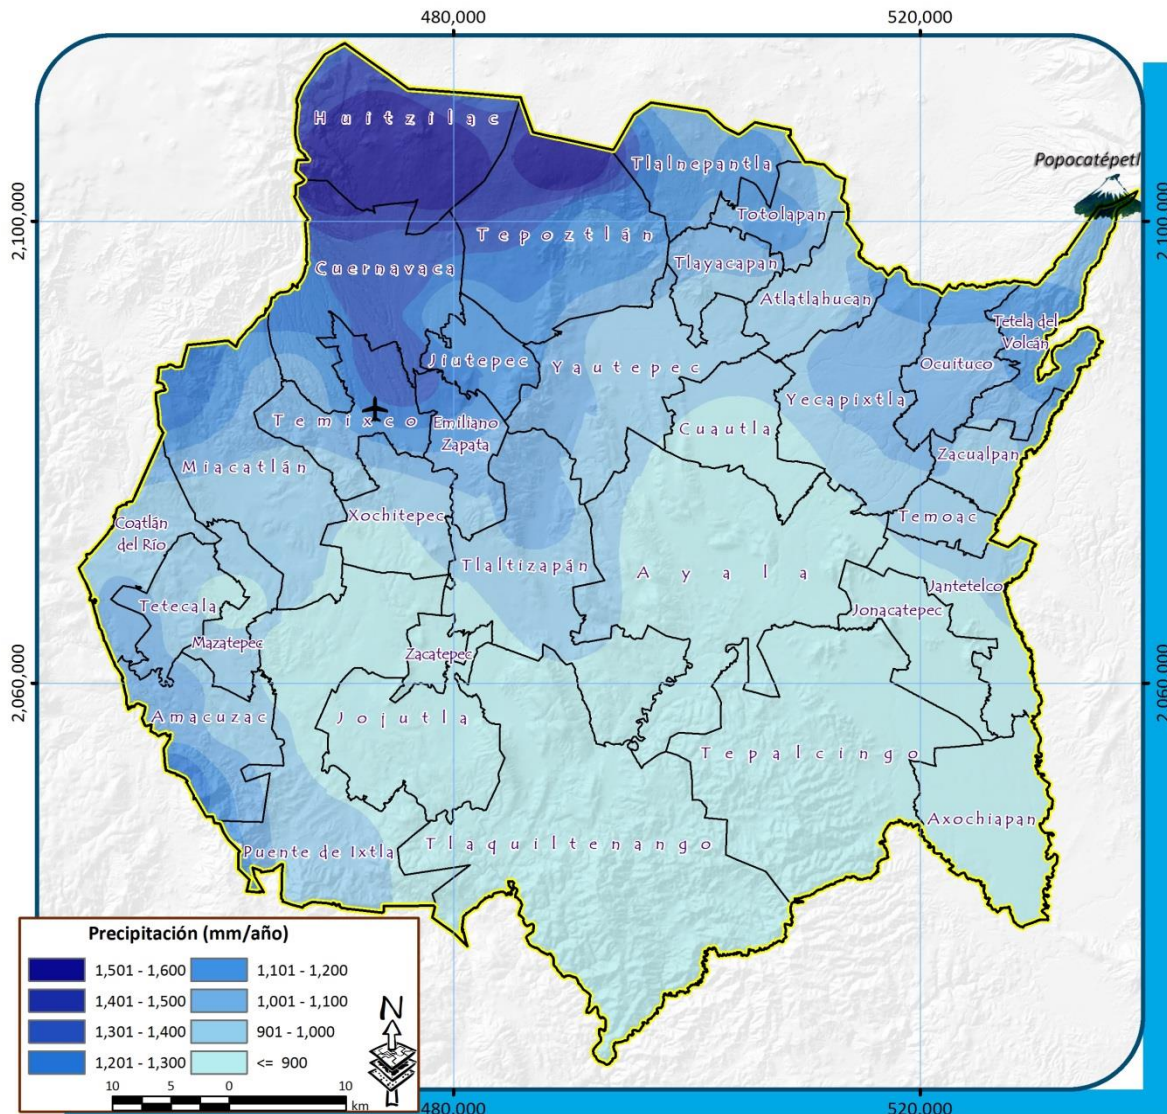 480,000
520,000
Huitzilac
Popocatépetl
Tlalnepantla
2,100,000
2,100,000
Totolapan
Tepoztlán
Cuernavaca
Tlayacapan
Atlatlahucan
Tetela del
Volcán
Jiutepec
Yautepec
Ocuituco
Yecapixtla
Temixco
Emiliano
Zapata
Cuautla
Zacualpan
Miacatlán
Coatlán
del Río
Xochitepec
Temoac
Tlaltizapán
Ayala
Jantetelco
Tetecala
Jonacatepec
Mazatepec
Zacatepec
2,060,000
2,060,000
Amacuzac
Jojutla
Tepalcingo
Axochiapan
Puente de Ixtla
Tlaquiltenango
Precipitación (mm/año)
1,501 - 1,600
1,101 - 1,200
1,401 - 1,500
1,001 - 1,100
1,301 - 1,400
901 - 1,000
1,201 - 1,300
<= 900
N
10 5 0 10
km
480,000
520,000